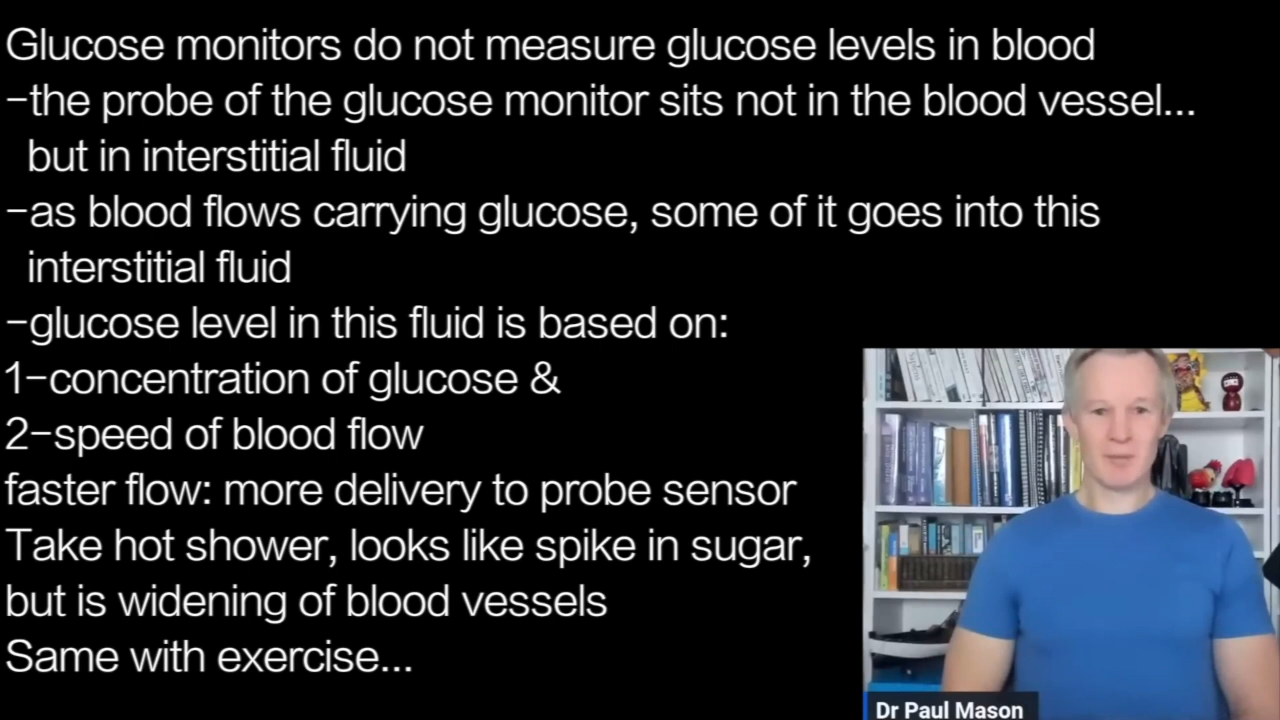 Glucose monitors do not measure glucose levels in blood
-the probe of the glucose monitor sits not in the blood vessel...
but in interstitial fluid
-as blood flows carrying glucose, some of it goes into this
interstitial fluid
-glucose level in this fluid is based on:
1-concentration of glucose &
2-speed of blood flow
faster flow: more delivery to probe sensor
Take hot shower, looks like spike in sugar,
but is widening of blood vessels
Same with exercise...
Dr Paul Mason